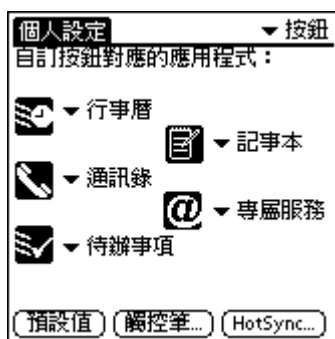 個人設定 ▼ 按鈕
自訂按鈕對應的應用程式：
▼ 行事曆
▼ 記事本
▼ 通訊錄
@ ▼ 專屬服務
▼ 待辦事項
預設值 觸控筆... HotSync...